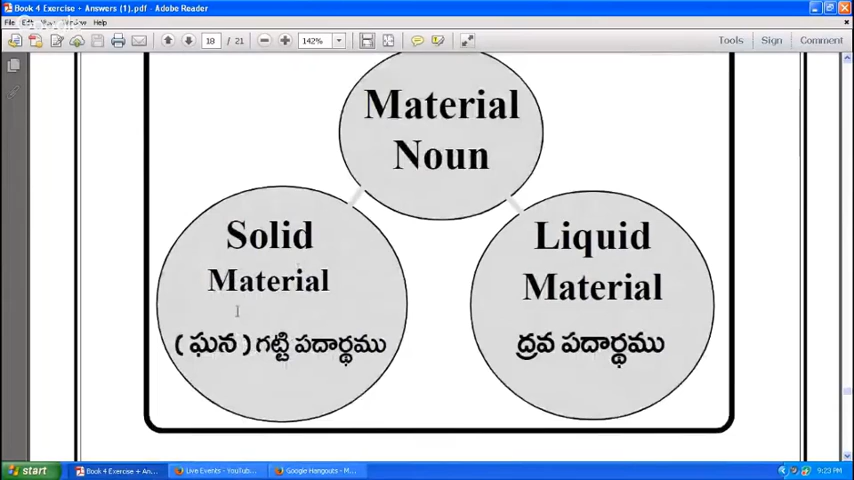 Book 4 Exercise + Answers (1).pdf - Adobe Reader
File Edit Window Help
18 / 21 142% Tools Sign Comment
Material
Noun
Solid
Material
( ఘన ) గట్టి పదార్థము
Liquid
Material
ద్రవ పదార్థము
start Book 4 Exercise + An... Live Events - YouTub... Google Hangouts - M... 9:23 PM